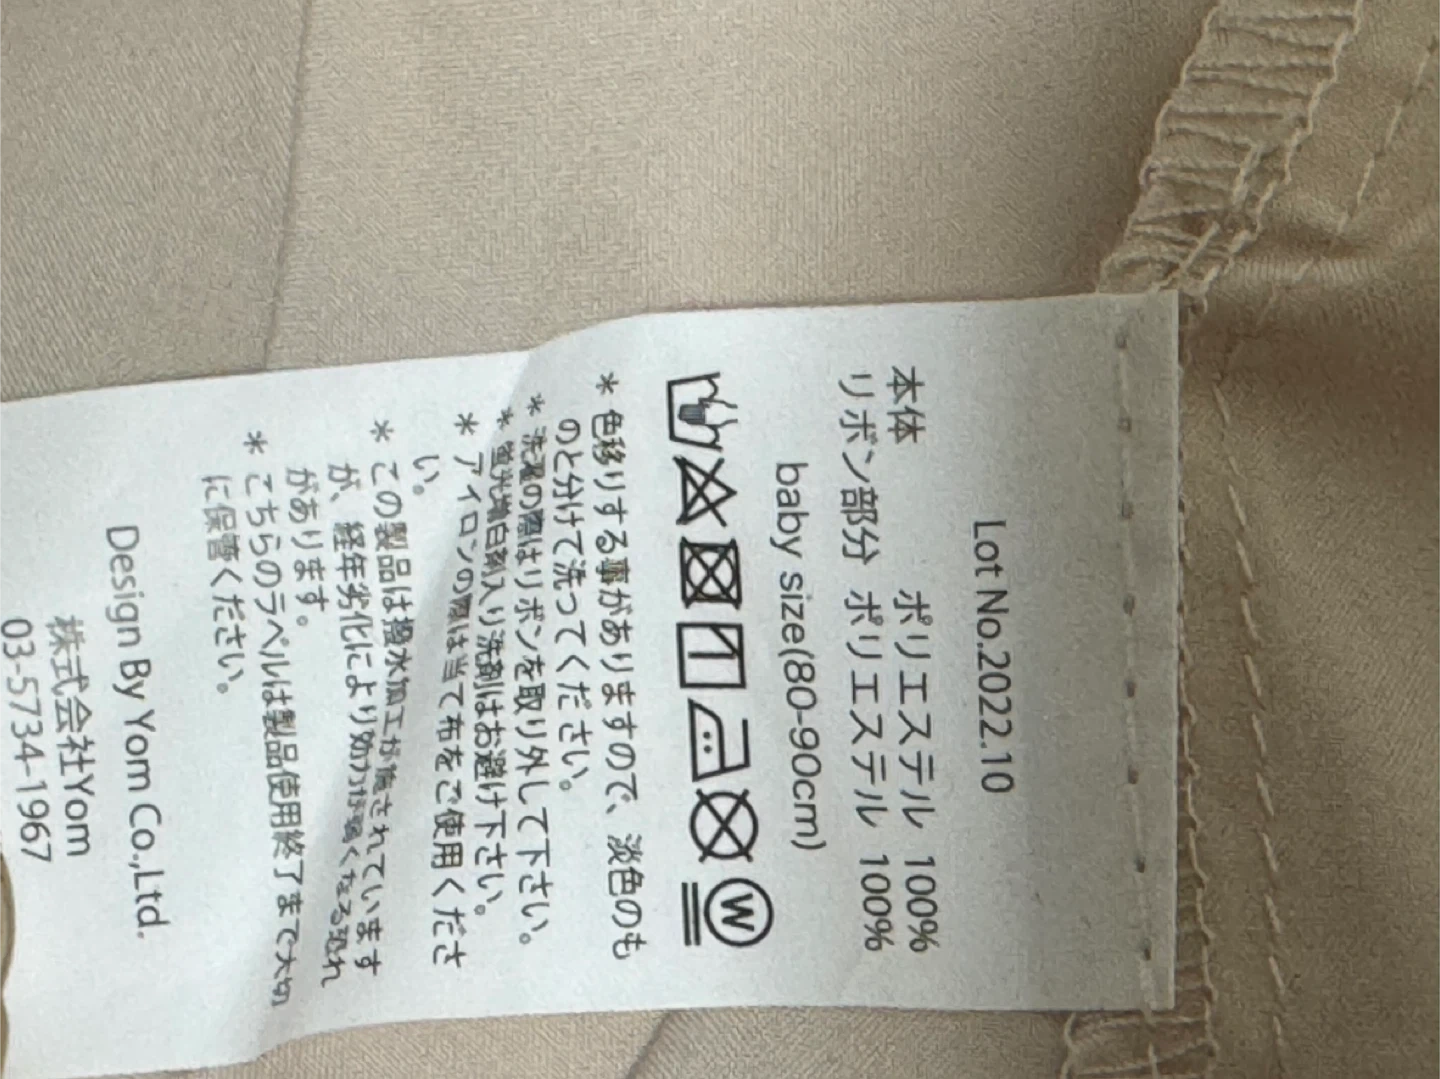 Lot No.2022.10
本体 ポリエステル 100%
リボン部分 ポリエステル 100%
baby size(80-90cm)
W
* 色移りする事がありますので、淡色のも
のと分けて洗ってください。
* 洗濯の際はリボンを取り外して下さい。
* 蛍光増白剤入り洗剤はお避け下さい。
* アイロンの際は当て布をご使用くださ
い。
* この製品は撥水加工が施されています
が、経年劣化により効力が弱くなる恐れ
があります。
* こちらのラベルは製品使用終了まで大切
に保管ください。
Design By Yom Co.,Ltd.
株式会社Yom
03-5734-1967